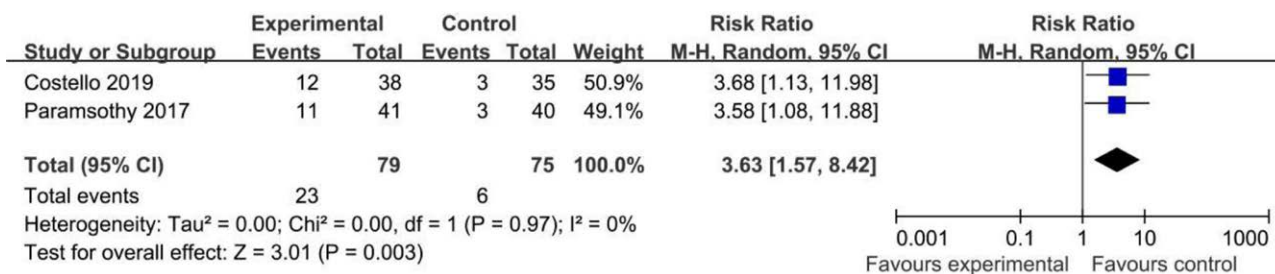 Experimental Control Risk Ratio Risk Ratio
Study or Subgroup Events Total Events Total Weight M-H, Random, 95% CI M-H, Random, 95% CI
Costello 2019 12 38 3 35 50.9% 3.68 [1.13, 11.98]
Paramsothy 2017 11 41 3 40 49.1% 3.58 [1.08, 11.88]
Total (95% CI) 79 75 100.0% 3.63 [1.57, 8.42]
Total events 23 6
Heterogeneity: Tau² = 0.00; Chi² = 0.00, df = 1 (P = 0.97); I² = 0%
Test for overall effect: Z = 3.01 (P = 0.003)
0.001 0.1 1 10 1000
Favours experimental Favours control